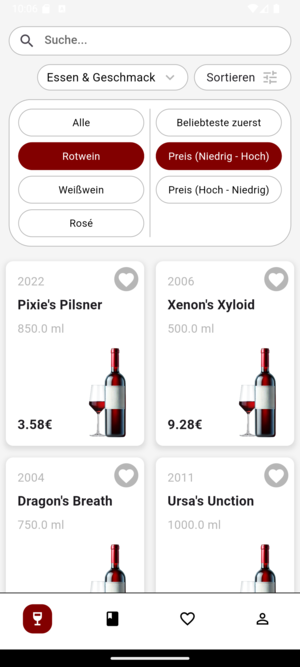 Suche...
Essen & Geschmack
Sortieren
Alle
Beliebteste zuerst
Rotwein
Preis (Niedrig - Hoch)
Weißwein
Preis (Hoch - Niedrig)
Rosé
2022
2006
Pixie's Pilsner
Xenon's Xyloid
850.0 ml
500.0 ml
3.58€
9.28€
2004
2011
Dragon's Breath
Ursa's Unction
750.0 ml
1000.0 ml